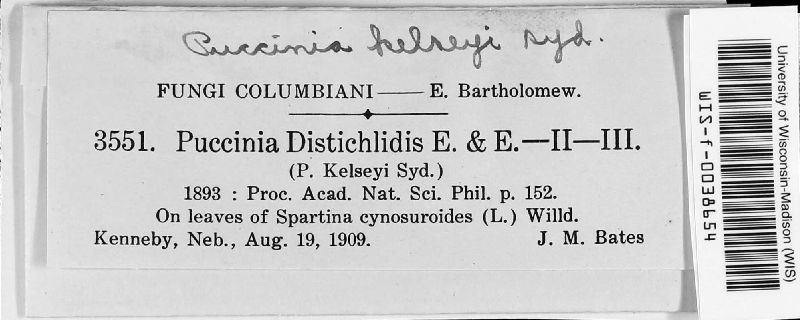 Puccinia kelseyi Syd.
FUNGI COLUMBIANI——E. Bartholomew.
3551. Puccinia Distichlidis E. & E.—II—III.
(P. Kelseyi Syd.)
1893 : Proc. Acad. Nat. Sci. Phil. p. 152.
On leaves of Spartina cynosuroides (L.) Willd.
Kenneby, Neb., Aug. 19, 1909. J. M. Bates
University of Wisconsin-Madison (WIS)
WIS-f-0038654